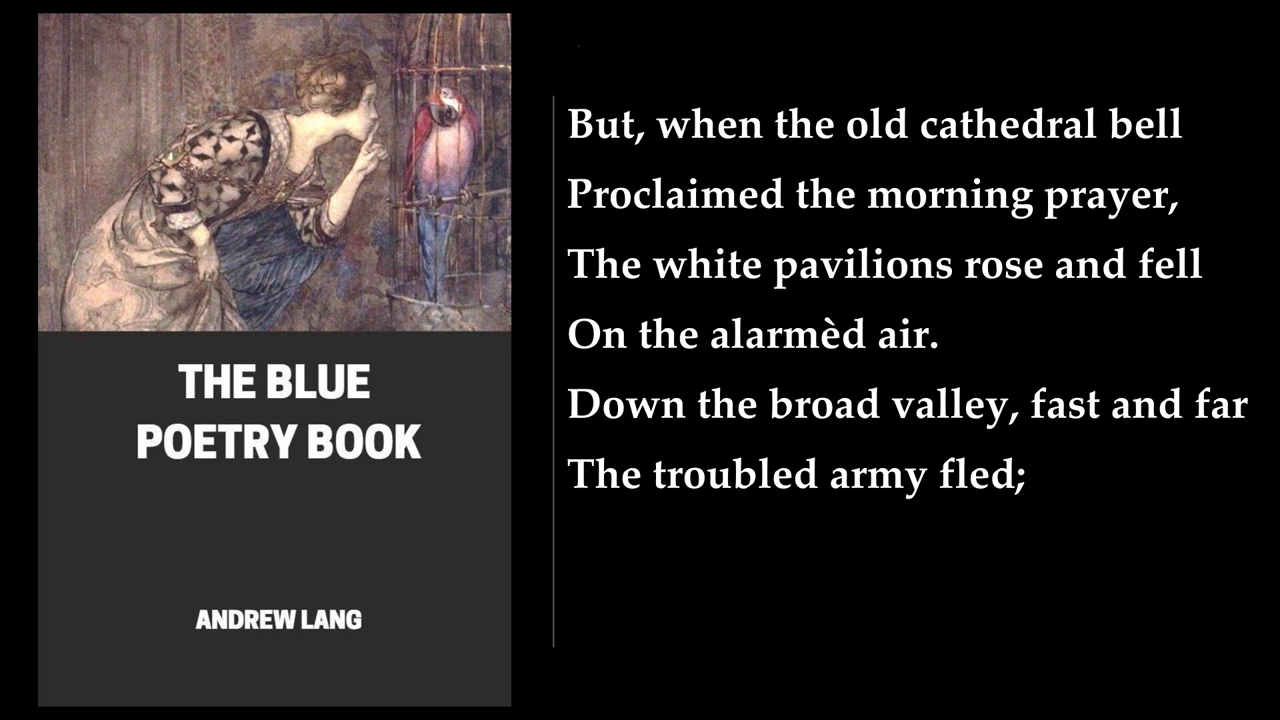 THE BLUE
POETRY BOOK
ANDREW LANG
But, when the old cathedral bell
Proclaimed the morning prayer,
The white pavilions rose and fell
On the alarmèd air.
Down the broad valley, fast and far
The troubled army fled;